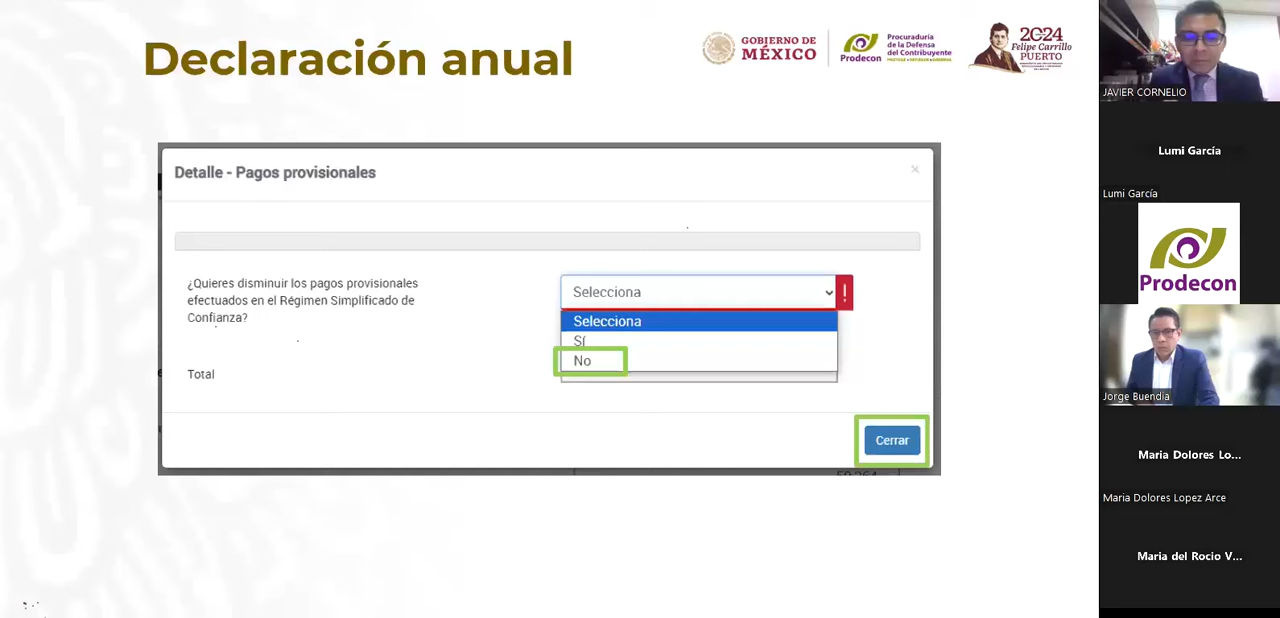 Declaración anual
GOBIERNO DE
MÉXICO
Prodecon
Procuraduría
de la Defensa
del Contribuyente
2024
Felipe Carrillo
PUERTO
Detalle - Pagos provisionales
×
¿Quieres disminuir los pagos provisionales
efectuados en el Régimen Simplificado de
Confianza?
Selecciona
!
Selecciona
Sí
No
Total
Cerrar
JAVIER CORNELIO
Lumi García
Lumi García
Prodecon
Jorge Buendia
Maria Dolores Lo...
Maria Dolores Lopez Arce
Maria del Rocio V...